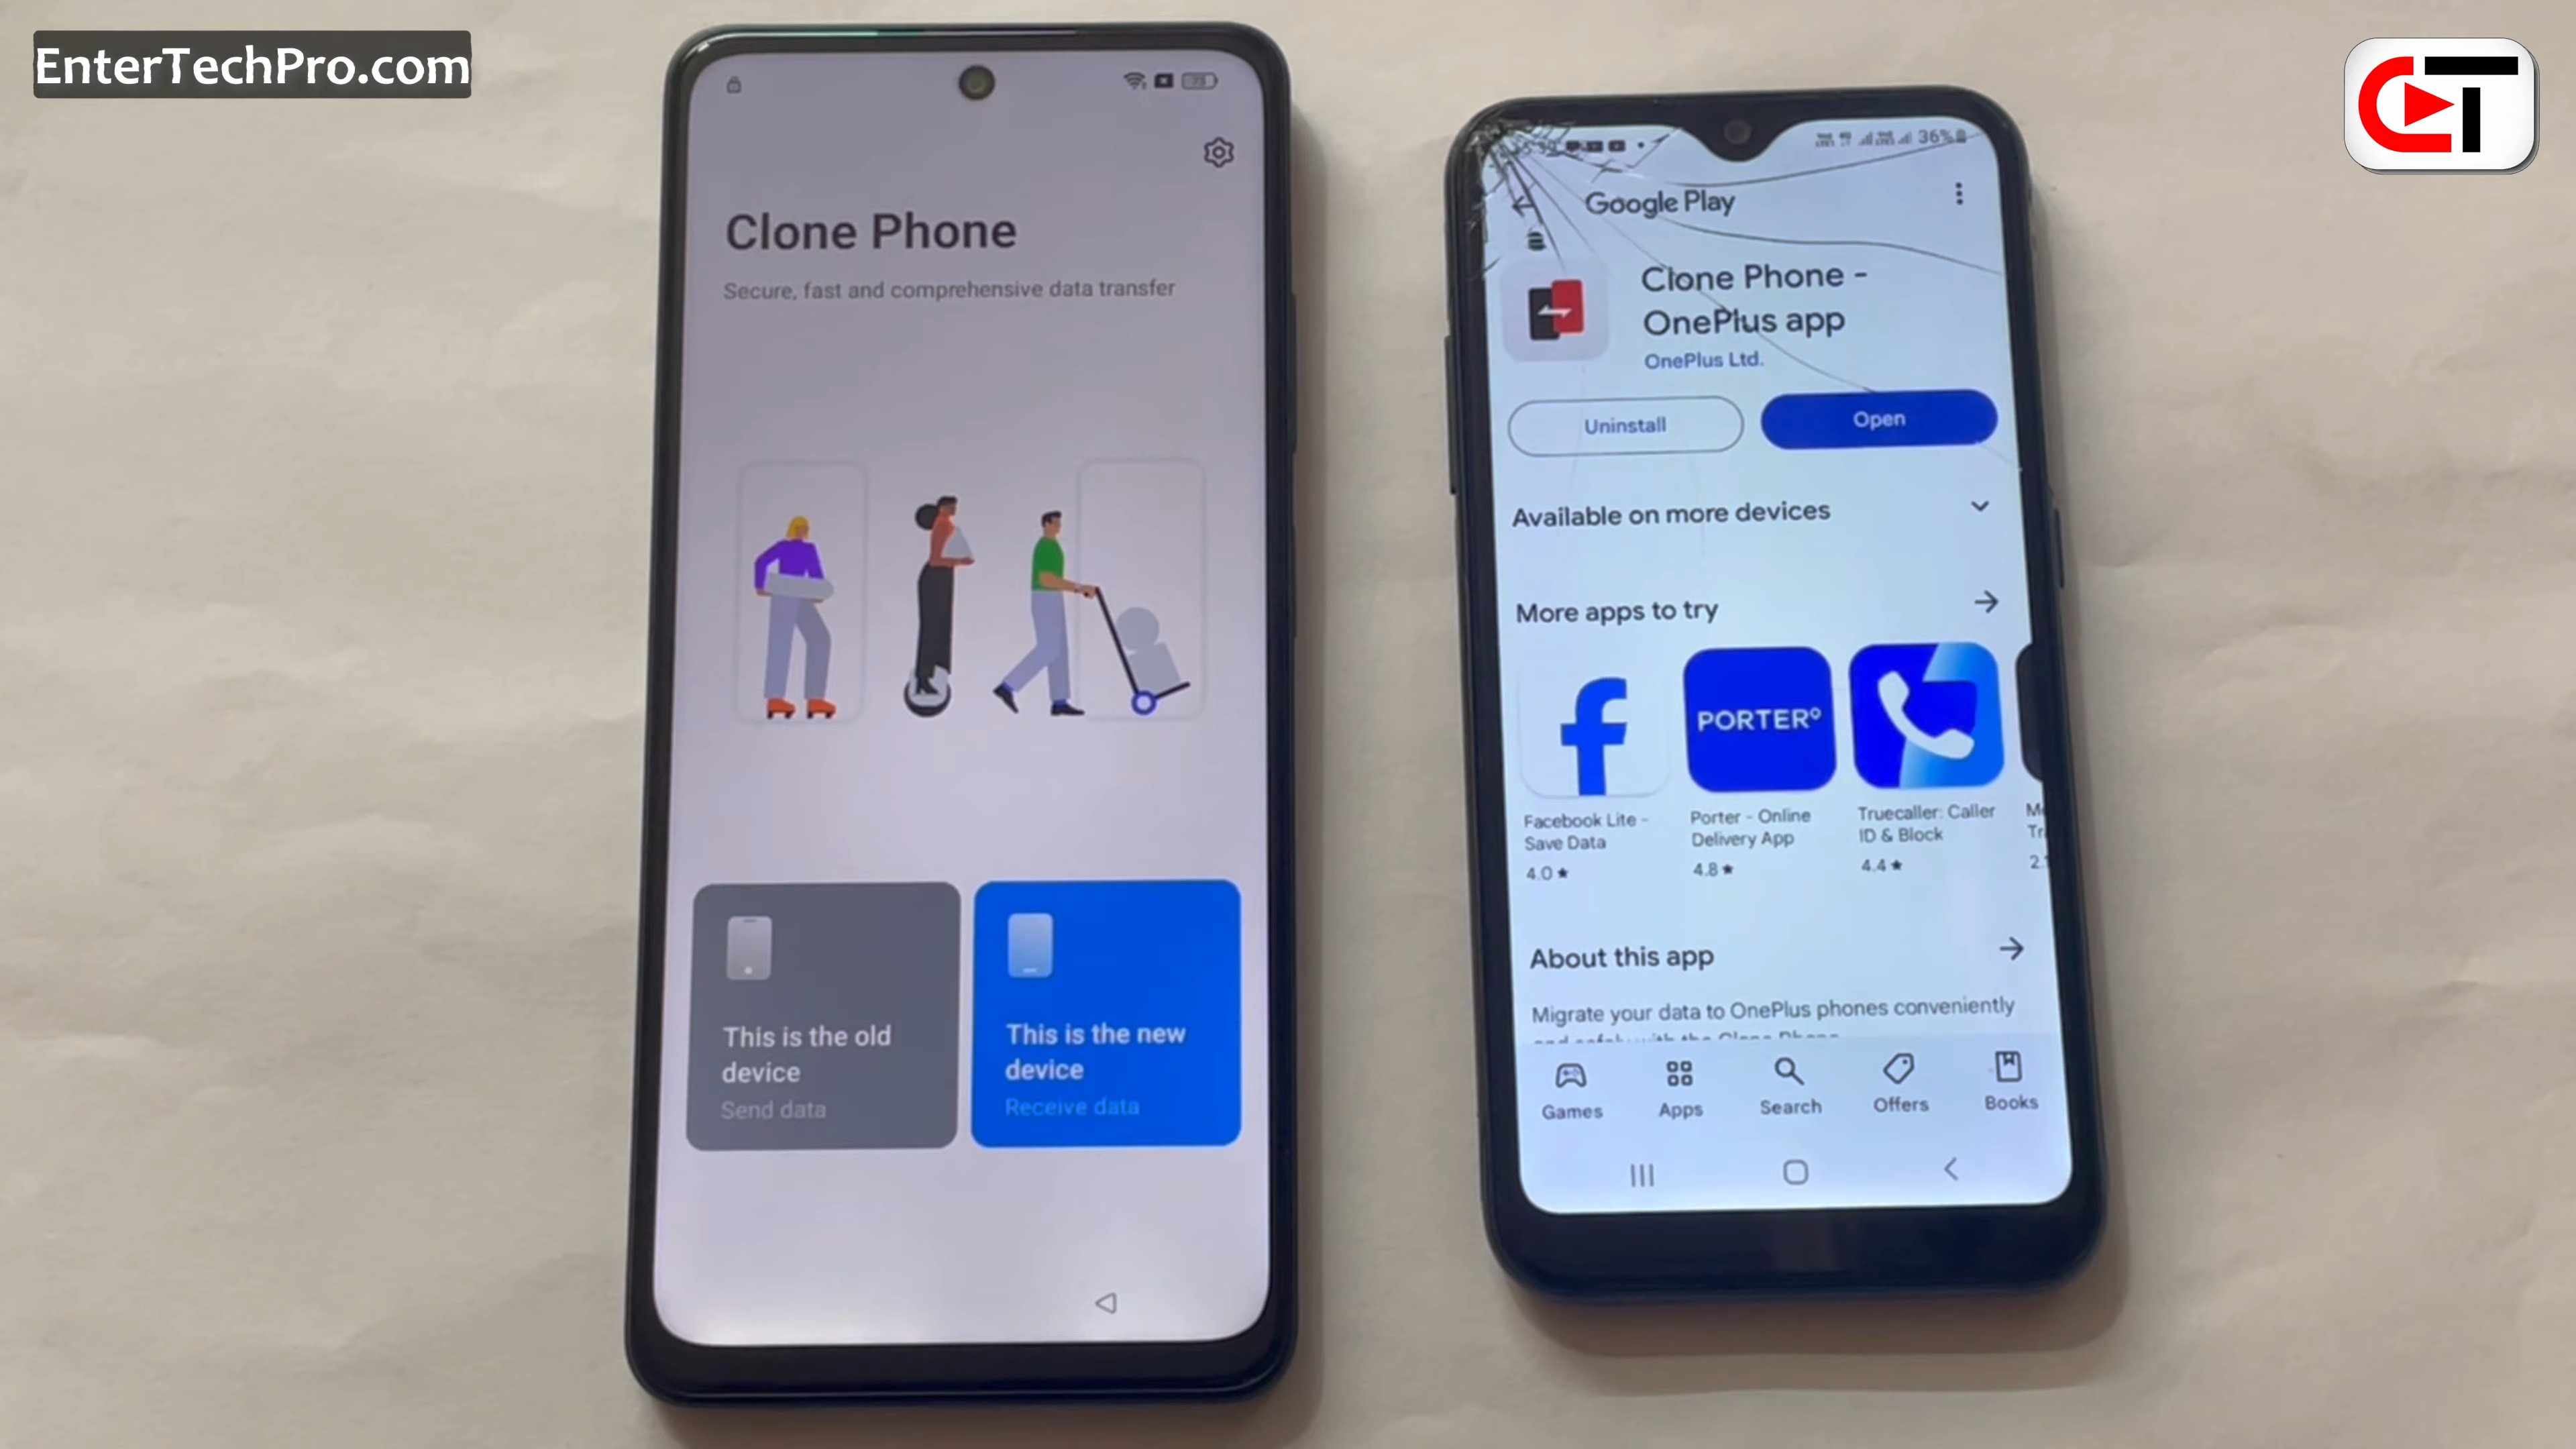 EnterTechPro.com
Clone Phone
Secure, fast and comprehensive data transfer
This is the old
device
Send data
This is the new
device
Receive data
36%
Google Play
Clone Phone -
OnePlus app
OnePlus Ltd.
Uninstall
Open
Available on more devices
More apps to try
PORTER
Facebook Lite -
Save Data
4.0 ★
Porter - Online
Delivery App
4.8 ★
Truecaller: Caller
ID & Block
4.4 ★
About this app
Migrate your data to OnePlus phones conveniently
Games
Apps
Search
Offers
Books